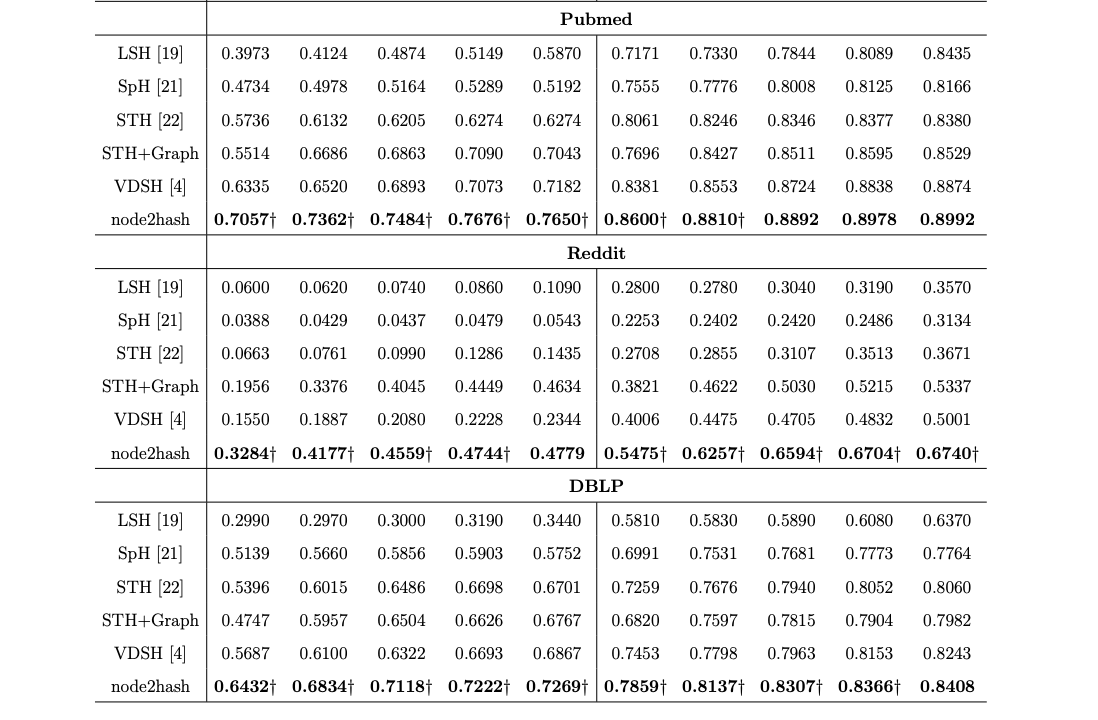 Pubmed
LSH [19] 0.3973 0.4124 0.4874 0.5149 0.5870 0.7171 0.7330 0.7844 0.8089 0.8435
SpH [21] 0.4734 0.4978 0.5164 0.5289 0.5192 0.7555 0.7776 0.8008 0.8125 0.8166
STH [22] 0.5736 0.6132 0.6205 0.6274 0.6274 0.8061 0.8246 0.8346 0.8377 0.8380
STH+Graph 0.5514 0.6686 0.6863 0.7090 0.7043 0.7696 0.8427 0.8511 0.8595 0.8529
VDSH [4] 0.6335 0.6520 0.6893 0.7073 0.7182 0.8381 0.8553 0.8724 0.8838 0.8874
node2hash 0.7057† 0.7362† 0.7484† 0.7676† 0.7650† 0.8600† 0.8810† 0.8892 0.8978 0.8992
Reddit
LSH [19] 0.0600 0.0620 0.0740 0.0860 0.1090 0.2800 0.2780 0.3040 0.3190 0.3570
SpH [21] 0.0388 0.0429 0.0437 0.0479 0.0543 0.2253 0.2402 0.2420 0.2486 0.3134
STH [22] 0.0663 0.0761 0.0990 0.1286 0.1435 0.2708 0.2855 0.3107 0.3513 0.3671
STH+Graph 0.1956 0.3376 0.4045 0.4449 0.4634 0.3821 0.4622 0.5030 0.5215 0.5337
VDSH [4] 0.1550 0.1887 0.2080 0.2228 0.2344 0.4006 0.4475 0.4705 0.4832 0.5001
node2hash 0.3284† 0.4177† 0.4559† 0.4744† 0.4779 0.5475† 0.6257† 0.6594† 0.6704† 0.6740†
DBLP
LSH [19] 0.2990 0.2970 0.3000 0.3190 0.3440 0.5810 0.5830 0.5890 0.6080 0.6370
SpH [21] 0.5139 0.5660 0.5856 0.5903 0.5752 0.6991 0.7531 0.7681 0.7773 0.7764
STH [22] 0.5396 0.6015 0.6486 0.6698 0.6701 0.7259 0.7676 0.7940 0.8052 0.8060
STH+Graph 0.4747 0.5957 0.6504 0.6626 0.6767 0.6820 0.7597 0.7815 0.7904 0.7982
VDSH [4] 0.5687 0.6100 0.6322 0.6693 0.6867 0.7453 0.7798 0.7963 0.8153 0.8243
node2hash 0.6432† 0.6834† 0.7118† 0.7222† 0.7269† 0.7859† 0.8137† 0.8307† 0.8366† 0.8408